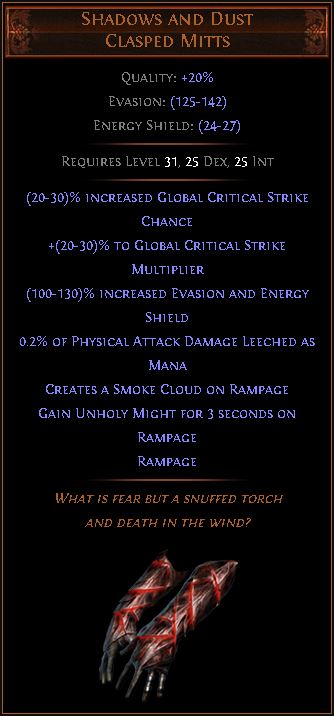 Shadows and Dust
Clasped Mitts
Quality: +20%
Evasion: (125-142)
Energy Shield: (24-27)
Requires Level 31, 25 Dex, 25 Int
(20-30)% increased Global Critical Strike
Chance
+(20-30)% to Global Critical Strike
Multiplier
(100-130)% increased Evasion and Energy
Shield
0.2% of Physical Attack Damage Leeched as
Mana
Creates a Smoke Cloud on Rampage
Gain Unholy Might for 3 seconds on
Rampage
Rampage
What is fear but a snuffed torch
and death in the wind?